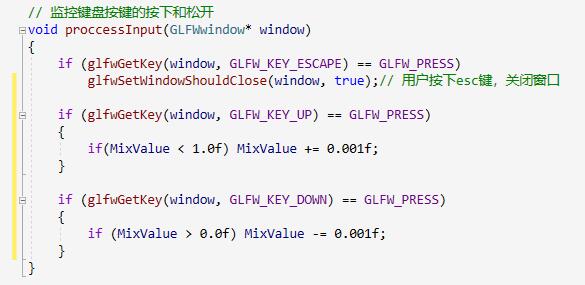 // 监控键盘按键的按下和松开
void proccessInput(GLFWwindow* window)
{
    if (glfwGetKey(window, GLFW_KEY_ESCAPE) == GLFW_PRESS)
        glfwSetWindowShouldClose(window, true);// 用户按下esc键，关闭窗口
    if (glfwGetKey(window, GLFW_KEY_UP) == GLFW_PRESS)
    {
        if(MixValue < 1.0f) MixValue += 0.001f;
    }
    if (glfwGetKey(window, GLFW_KEY_DOWN) == GLFW_PRESS)
    {
        if (MixValue > 0.0f) MixValue -= 0.001f;
    }
}